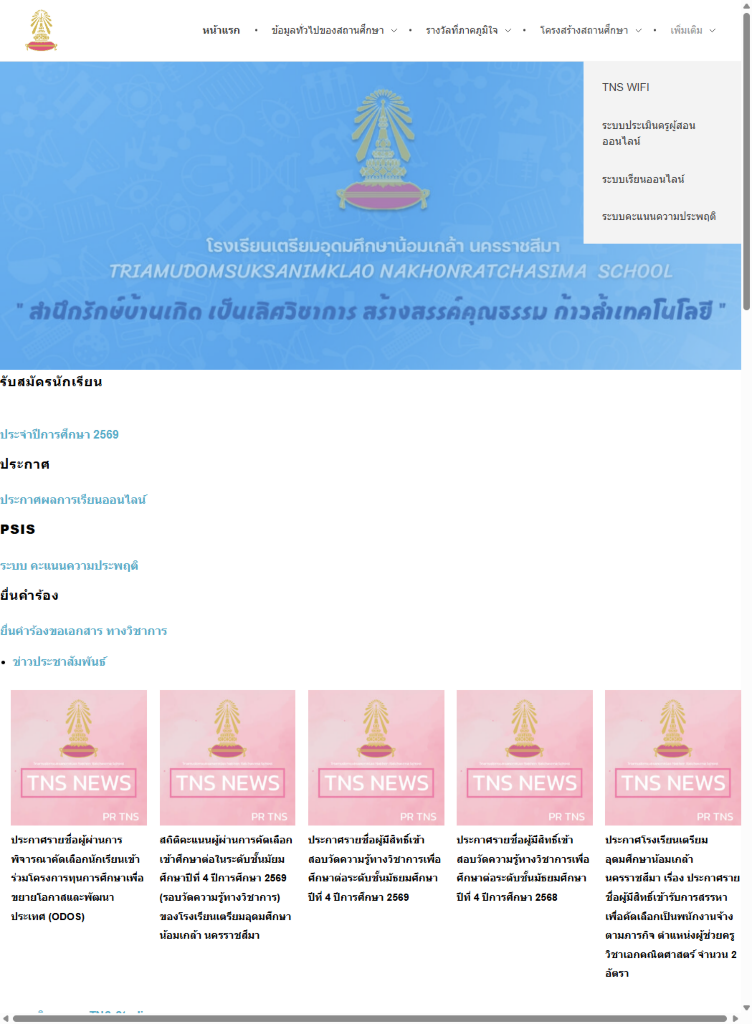 หน้าแรก • ข้อมูลทั่วไปของสถานศึกษา • รางวัลที่ภาคภูมิใจ • โครงสร้างสถานศึกษา • เพิ่มเติม
TNS WIFI
ระบบประเมินครูผู้สอน
ออนไลน์
ระบบเรียนออนไลน์
ระบบคะแนนความประพฤติ
โรงเรียนเตรียมอุดมศึกษาน้อมเกล้า นครราชสีมา
TRIAMUDOMSUKSANIMKLAO NAKHONRATCHASIMA SCHOOL
" สำนึกรักษ์บ้านเกิด เป็นเลิศวิชาการ สร้างสรรค์คุณธรรม ก้าวล้ำเทคโนโลยี "
รับสมัครนักเรียน
ประจำปีการศึกษา 2569
ประกาศ
ประกาศผลการเรียนออนไลน์
PSIS
ระบบ คะแนนความประพฤติ
ยื่นคำร้อง
ยื่นคำร้องขอเอกสาร ทางวิชาการ
• ข่าวประชาสัมพันธ์
TNS NEWS
PR TNS
ประกาศรายชื่อผู้ผ่านการ
พิจารณาคัดเลือกนักเรียนเข้า
ร่วมโครงการทุนการศึกษาเพื่อ
ขยายโอกาสและพัฒนา
ประเทศ (ODOS)
TNS NEWS
PR TNS
สถิติคะแนนผู้ผ่านการคัดเลือก
เข้าศึกษาต่อในระดับชั้นมัธยม
ศึกษาปีที่ 4 ปีการศึกษา 2569
(รอบวัดความรู้ทางวิชาการ)
ของโรงเรียนเตรียมอุดมศึกษา
น้อมเกล้า นครราชสีมา
TNS NEWS
PR TNS
ประกาศรายชื่อผู้มีสิทธิ์เข้า
สอบวัดความรู้ทางวิชาการเพื่อ
ศึกษาต่อระดับชั้นมัธยมศึกษา
ปีที่ 4 ปีการศึกษา 2569
TNS NEWS
PR TNS
ประกาศรายชื่อผู้มีสิทธิ์เข้า
สอบวัดความรู้ทางวิชาการเพื่อ
ศึกษาต่อระดับชั้นมัธยมศึกษา
ปีที่ 4 ปีการศึกษา 2568
TNS NEWS
PR TNS
ประกาศโรงเรียนเตรียม
อุดมศึกษาน้อมเกล้า
นครราชสีมา เรื่อง ประกาศราย
ชื่อผู้มีสิทธิ์เข้ารับการสรรหา
เพื่อคัดเลือกเป็นพนักงานจ้าง
ตามภารกิจ ตำแหน่งผู้ช่วยครู
วิชาเอกคณิตศาสตร์ จำนวน 2
อัตรา